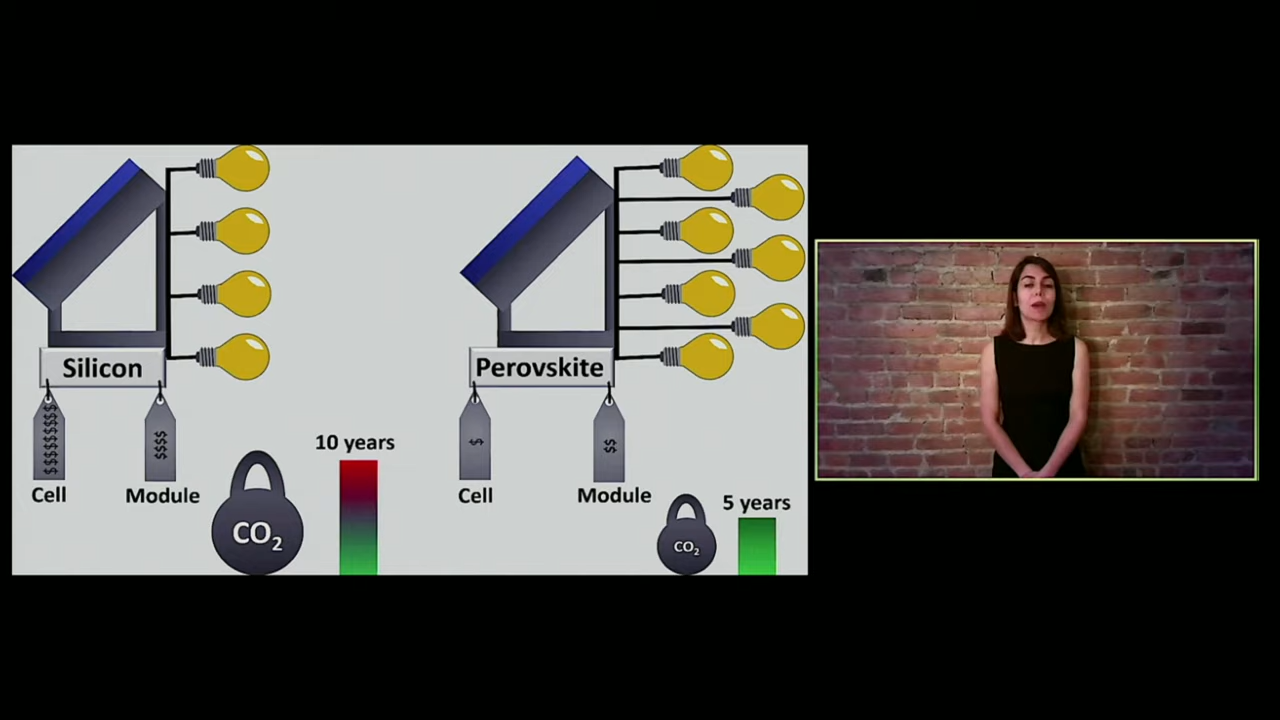 Silicon
Perovskite
$$$
$
$$
10 years
Cell
Module
Cell
Module
5 years
CO₂
CO₂